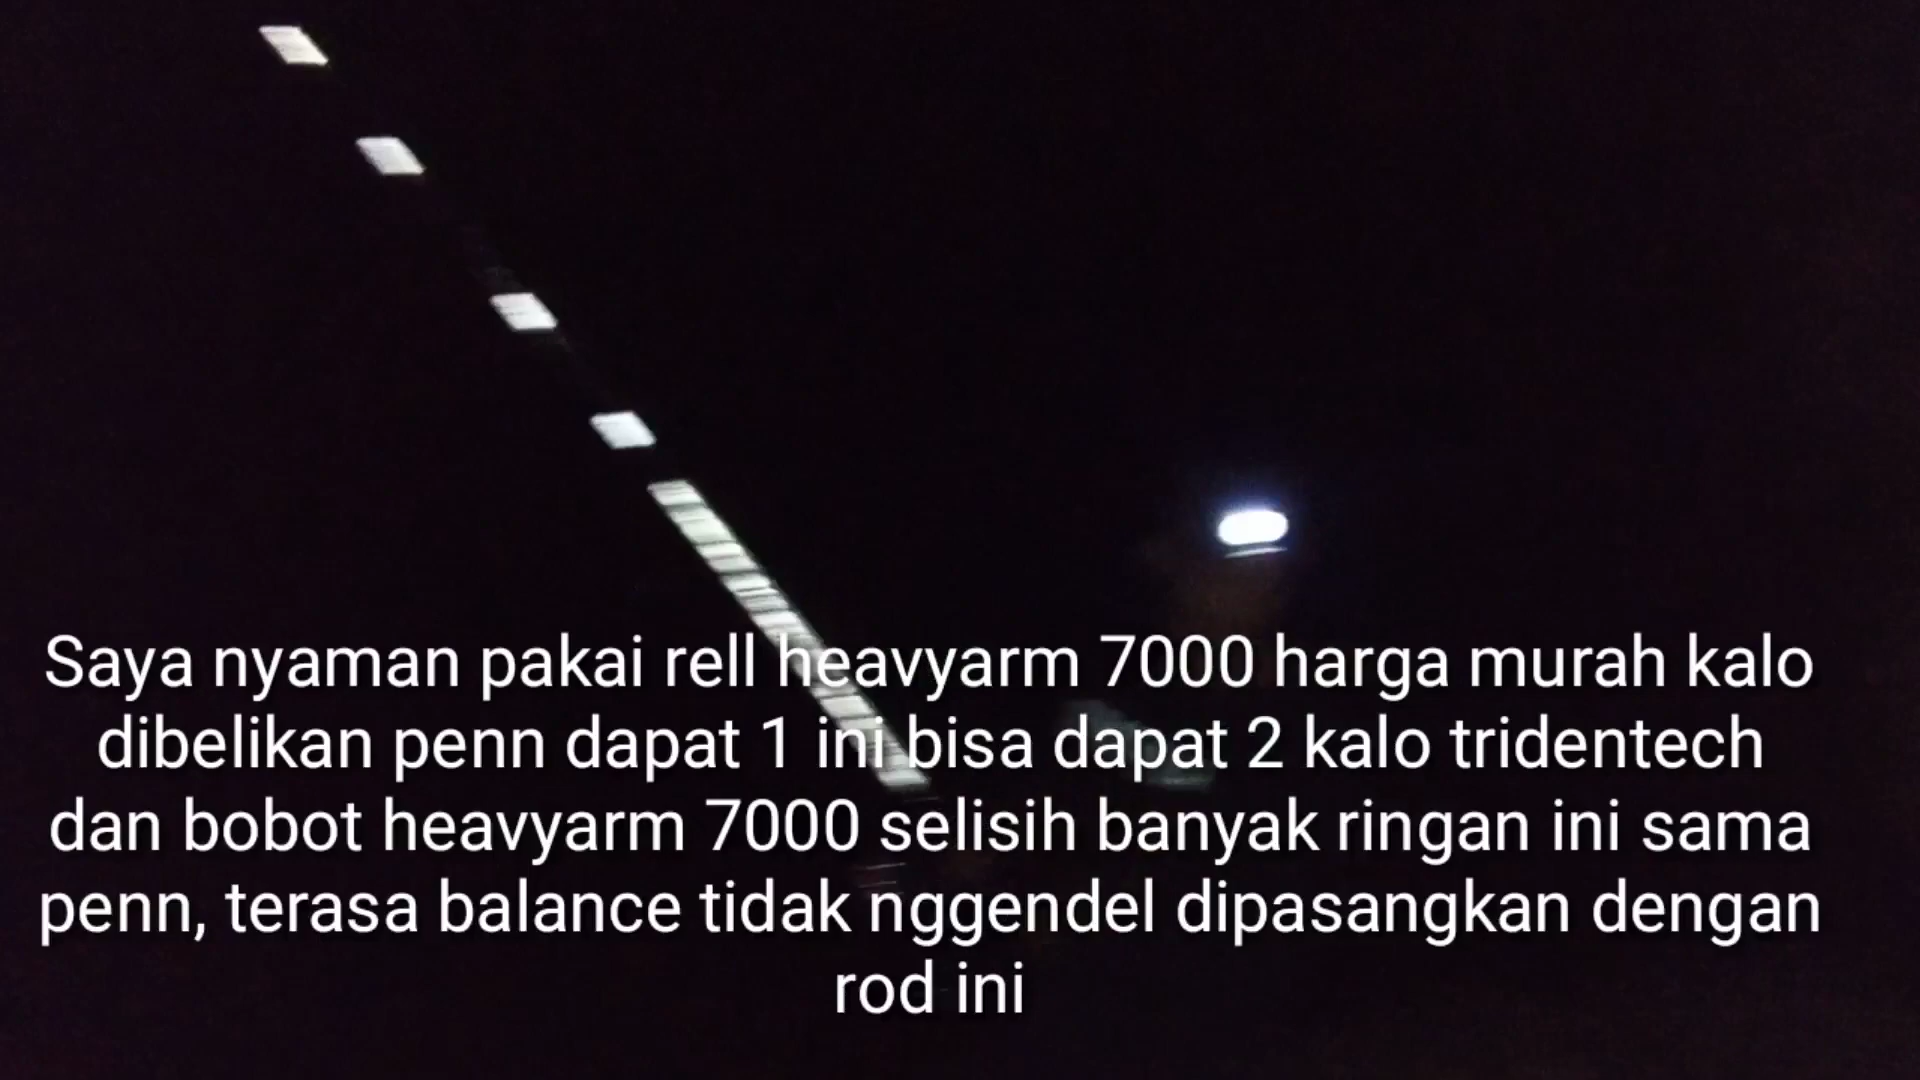 Saya nyaman pakai rell heavyarm 7000 harga murah kalo
dibelikan penn dapat 1 ini bisa dapat 2 kalo tridentech
dan bobot heavyarm 7000 selisih banyak ringan ini sama
penn, terasa balance tidak nggendel dipasangkan dengan
rod ini